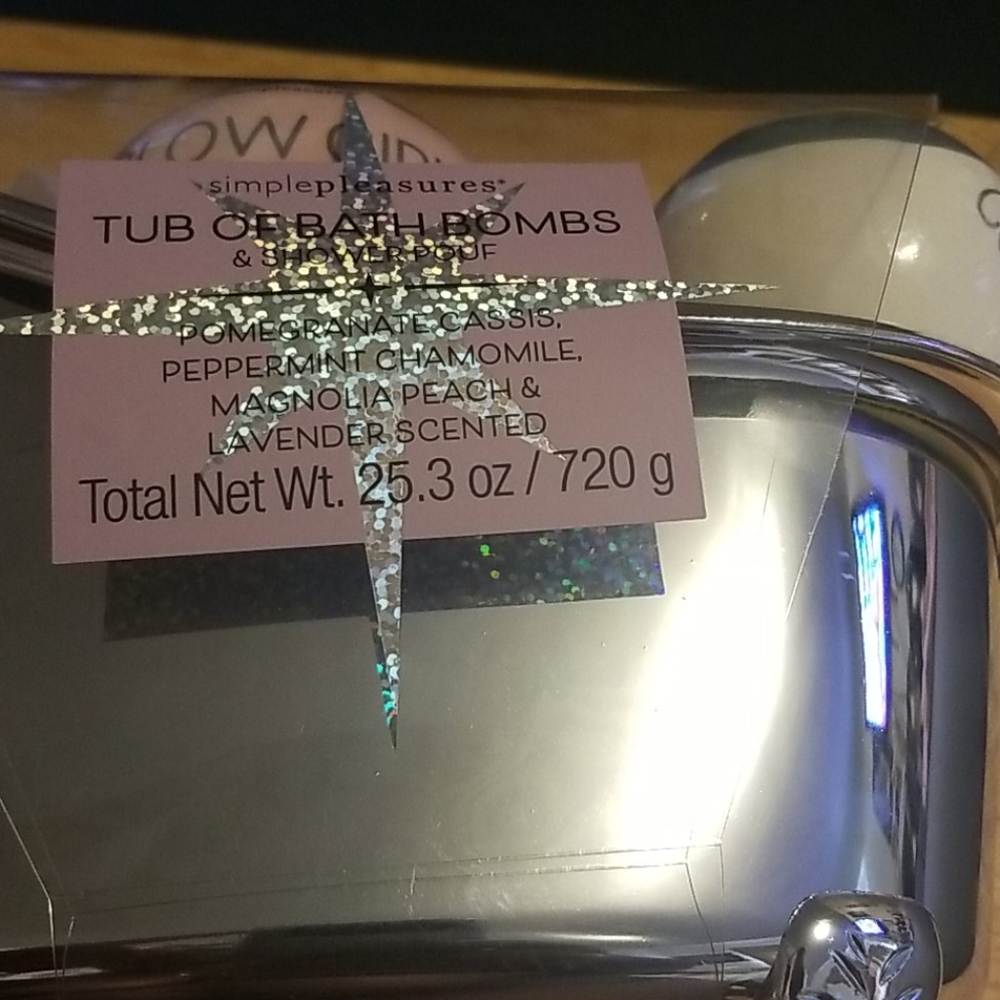 OW
simplepleasures
TUB OF BATH BOMBS
& SHOWER POUF
POMEGRANATE CASSIS,
PEPPERMINT CHAMOMILE,
MAGNOLIA PEACH &
LAVENDER SCENTED
Total Net Wt. 25.3 oz / 720 g